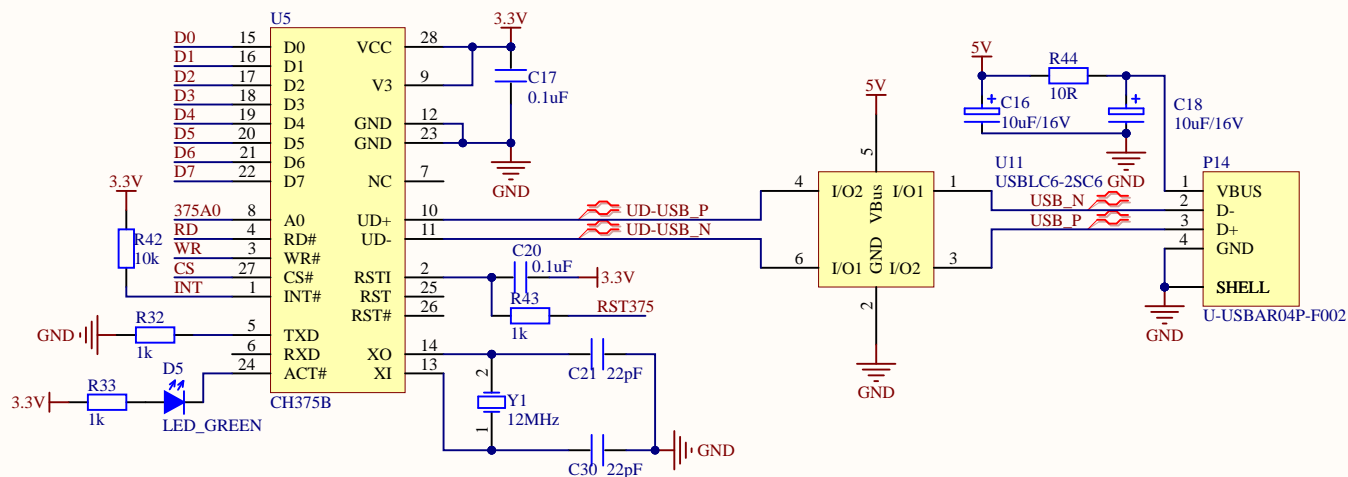 U5
3.3V
D0 15 D0 VCC 28
D1 16 D1
D2 17 D2 V3 9
D3 18 D3
D4 19 D4 GND 12
D5 20 D5 GND 23
D6 21 D6
D7 22 D7 NC 7
C17
0.1uF
GND
3.3V
R42
10k
375A0 8 A0 UD+ 10 UD-USB_P
RD 4 RD# UD- 11 UD-USB_N
WR 3 WR#
CS 27 CS# RSTI 2
INT 1 INT# RST 25
RST# 26
C20
0.1uF
3.3V
R43
1k
RST375
GND R32
1k
5 TXD
6 RXD XO 14
24 ACT# XI 13
3.3V R33
1k
D5
LED_GREEN
CH375B
2
Y1
12MHz
1
C21 22pF
C30 22pF
GND
5V
5
U11
USBLC6-2SC6
4 I/O2 I/O1 1
VBus
GND
6 I/O1 I/O2 3
2
GND
5V
R44
10R
C16
10uF/16V
C18
10uF/16V
GND
USB_N
USB_P
P14
1 VBUS
2 D-
3 D+
4 GND
SHELL
GND
U-USBAR04P-F002